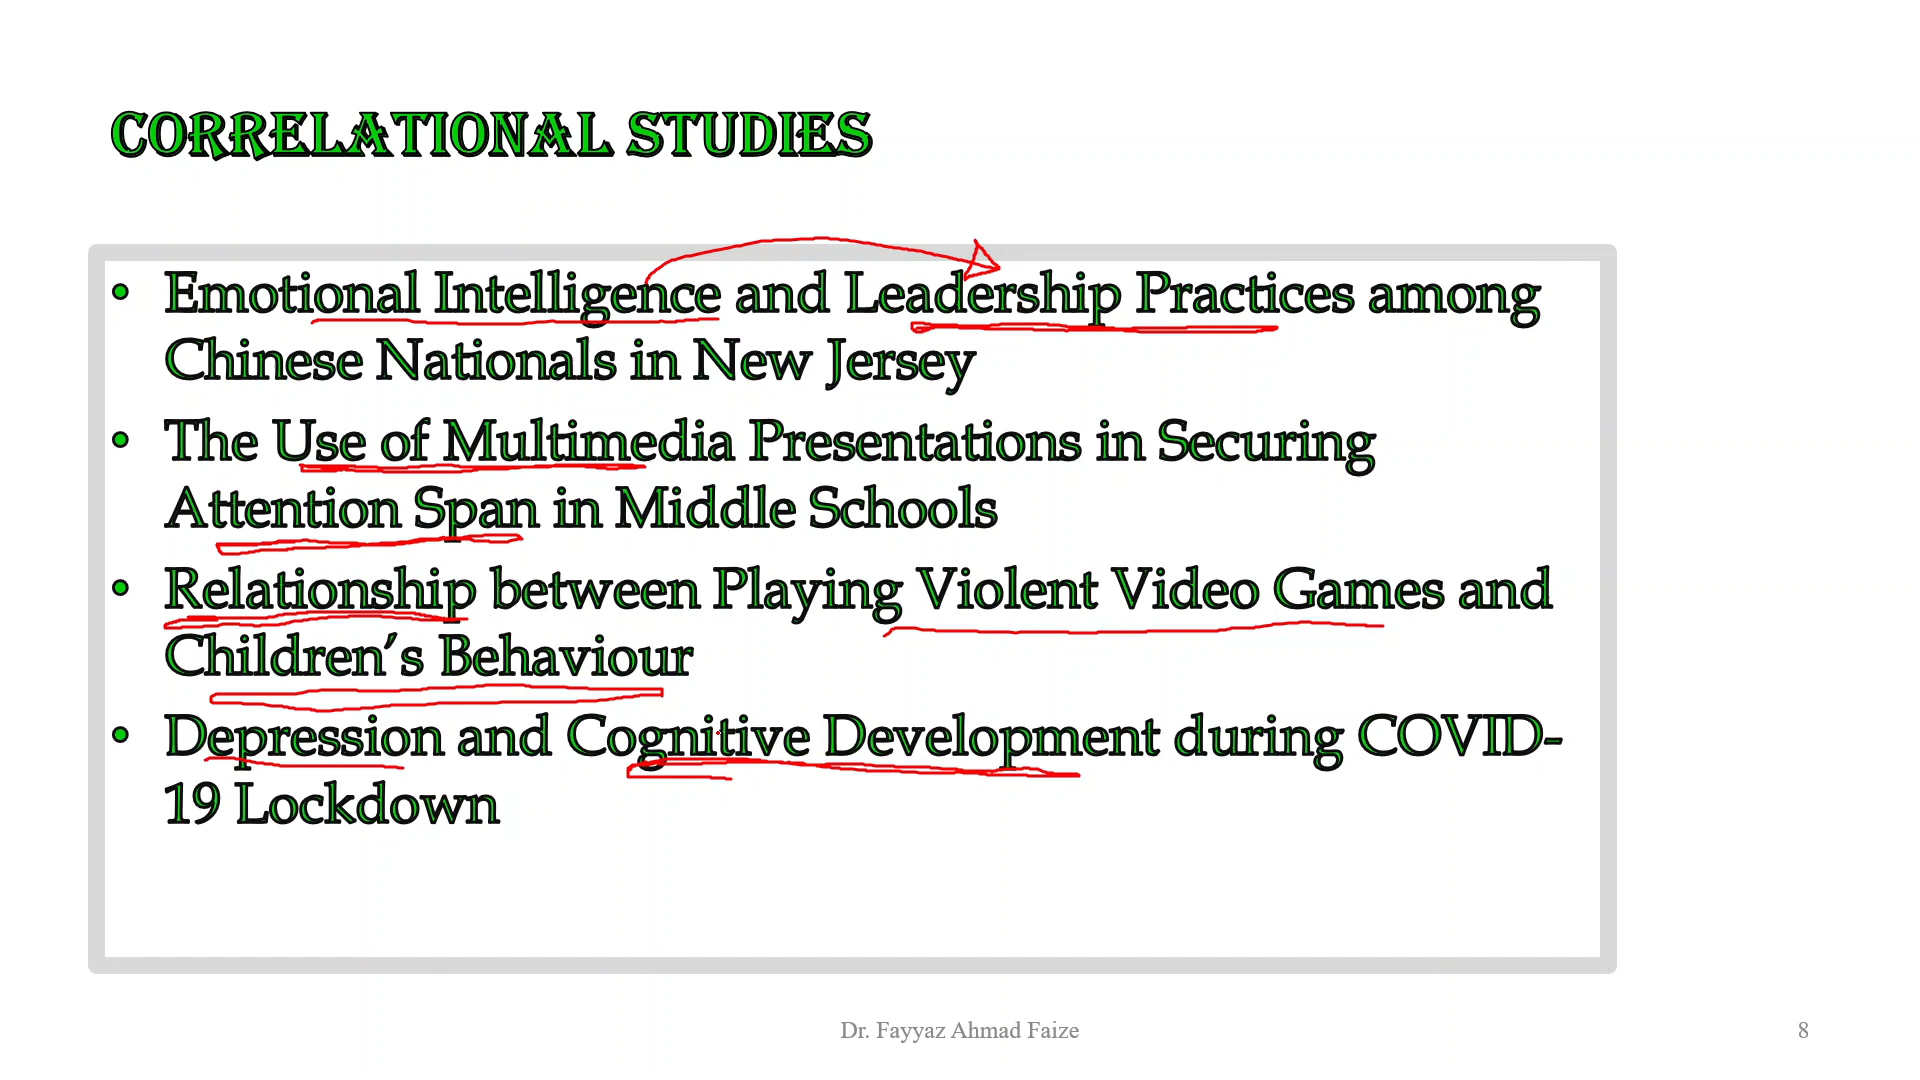 CORRELATIONAL STUDIES
• Emotional Intelligence and Leadership Practices among
Chinese Nationals in New Jersey
• The Use of Multimedia Presentations in Securing
Attention Span in Middle Schools
• Relationship between Playing Violent Video Games and
Children’s Behaviour
• Depression and Cognitive Development during COVID-
19 Lockdown
Dr. Fayyaz Ahmad Faize
8